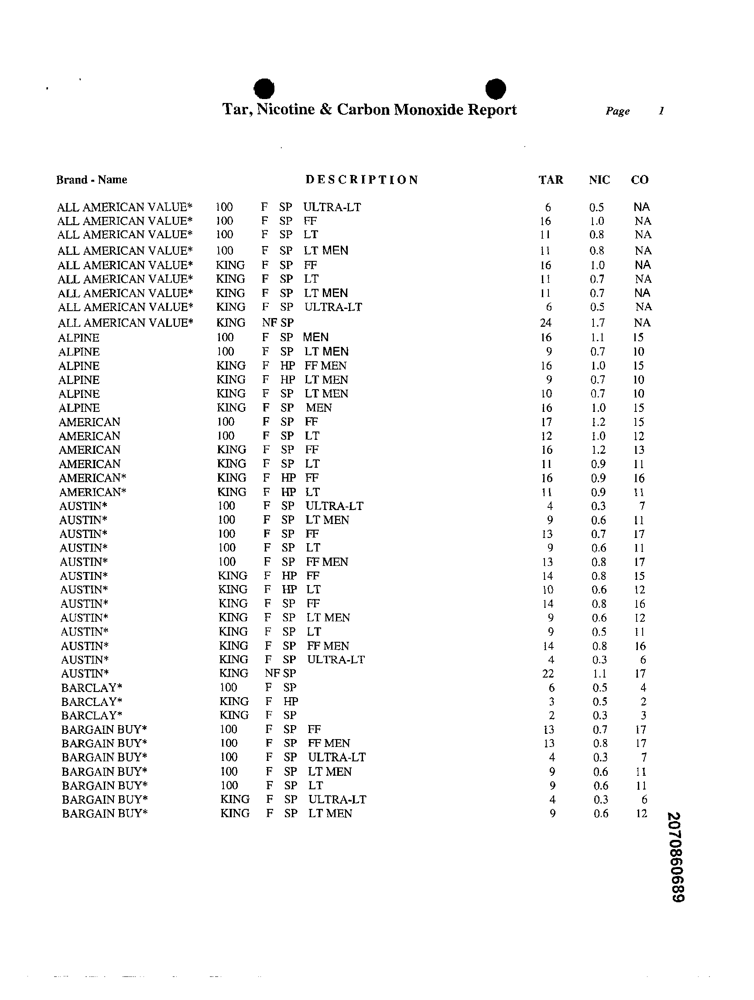 Tar, Nicotine & Carbon Monoxide Report Page 1
Brand - Name DESCRIPTION TAR NIC CO
ALL AMERICAN VALUE* 100 F SP ULTRA-LT 6 0.5 NA
ALL AMERICAN VALUE* 100 F SP FF 16 1.0 NA
ALL AMERICAN VALUE* 100 F SP LT 11 0.8 NA
ALL AMERICAN VALUE* 100 F SP LT MEN 11 0.8 NA
ALL AMERICAN VALUE* KING F SP FF 16 1.0 NA
ALL AMERICAN VALUE* KING F SP LT 11 0.7 NA
ALL AMERICAN VALUE* KING F SP LT MEN 11 0.7 NA
ALL AMERICAN VALUE* KING F SP ULTRA-LT 6 0.5 NA
ALL AMERICAN VALUE* KING NF SP 24 1.7 NA
ALPINE 100 F SP MEN 16 1.1 15
ALPINE 100 F SP LT MEN 9 0.7 10
ALPINE KING F HP FF MEN 16 1.0 15
ALPINE KING F HP LT MEN 9 0.7 10
ALPINE KING F SP LT MEN 10 0.7 10
ALPINE KING F SP MEN 16 1.0 15
AMERICAN 100 F SP FF 17 1.2 15
AMERICAN 100 F SP LT 12 1.0 12
AMERICAN KING F SP FF 16 1.2 13
AMERICAN KING F SP LT 11 0.9 11
AMERICAN* KING F HP FF 16 0.9 16
AMERICAN* KING F HP LT 11 0.9 11
AUSTIN* 100 F SP ULTRA-LT 4 0.3 7
AUSTIN* 100 F SP LT MEN 9 0.6 11
AUSTIN* 100 F SP FF 13 0.7 17
AUSTIN* 100 F SP LT 9 0.6 11
AUSTIN* 100 F SP FF MEN 13 0.8 17
AUSTIN* KING F HP FF 14 0.8 15
AUSTIN* KING F HP LT 10 0.6 12
AUSTIN* KING F SP FF 14 0.8 16
AUSTIN* KING F SP LT MEN 9 0.6 12
AUSTIN* KING F SP LT 9 0.5 11
AUSTIN* KING F SP FF MEN 14 0.8 16
AUSTIN* KING F SP ULTRA-LT 4 0.3 6
AUSTIN* KING NF SP 22 1.1 17
BARCLAY* 100 F SP 6 0.5 4
BARCLAY* KING F HP 3 0.5 2
BARCLAY* KING F SP 2 0.3 3
BARGAIN BUY* 100 F SP FF 13 0.7 17
BARGAIN BUY* 100 F SP FF MEN 13 0.8 17
BARGAIN BUY* 100 F SP ULTRA-LT 4 0.3 7
BARGAIN BUY* 100 F SP LT MEN 9 0.6 11
BARGAIN BUY* 100 F SP LT 9 0.6 11
BARGAIN BUY* KING F SP ULTRA-LT 4 0.3 6
BARGAIN BUY* KING F SP LT MEN 9 0.6 12
2070860689